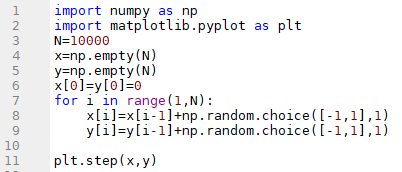 1 import numpy as np
2 import matplotlib.pyplot as plt
3 N=10000
4 x=np.empty(N)
5 y=np.empty(N)
6 x[0]=y[0]=0
7 for i in range(1,N):
8     x[i]=x[i-1]+np.random.choice([-1,1],1)
9     y[i]=y[i-1]+np.random.choice([-1,1],1)
10
11 plt.step(x,y)